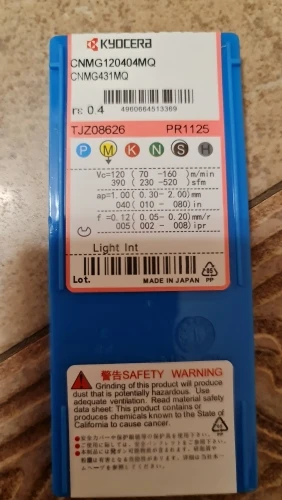 KYOCERA
CNMG120404MQ
CNMG431MQ
rε 0.4
4960664513369
TJZ08626 PR1125
P M K N S H
Vc=120 ( 70 -160 )m/min
390 ( 230 -520) sfm
ap=1.00 ( 0.30- 2.00)mm
040( 010 - 080) in
f =0.12( 0.05- 0.20)mm/r
005( 002 - 008)ipr
Light Int
Lot.
MADE IN JAPAN PP
警告SAFETY WARNING
Grinding of this product will produce
dust that is potentially hazardous. Use
adequate ventilation. Read material safety
data sheet: This product contains or
produces chemicals known to the State of
California to cause cancer.